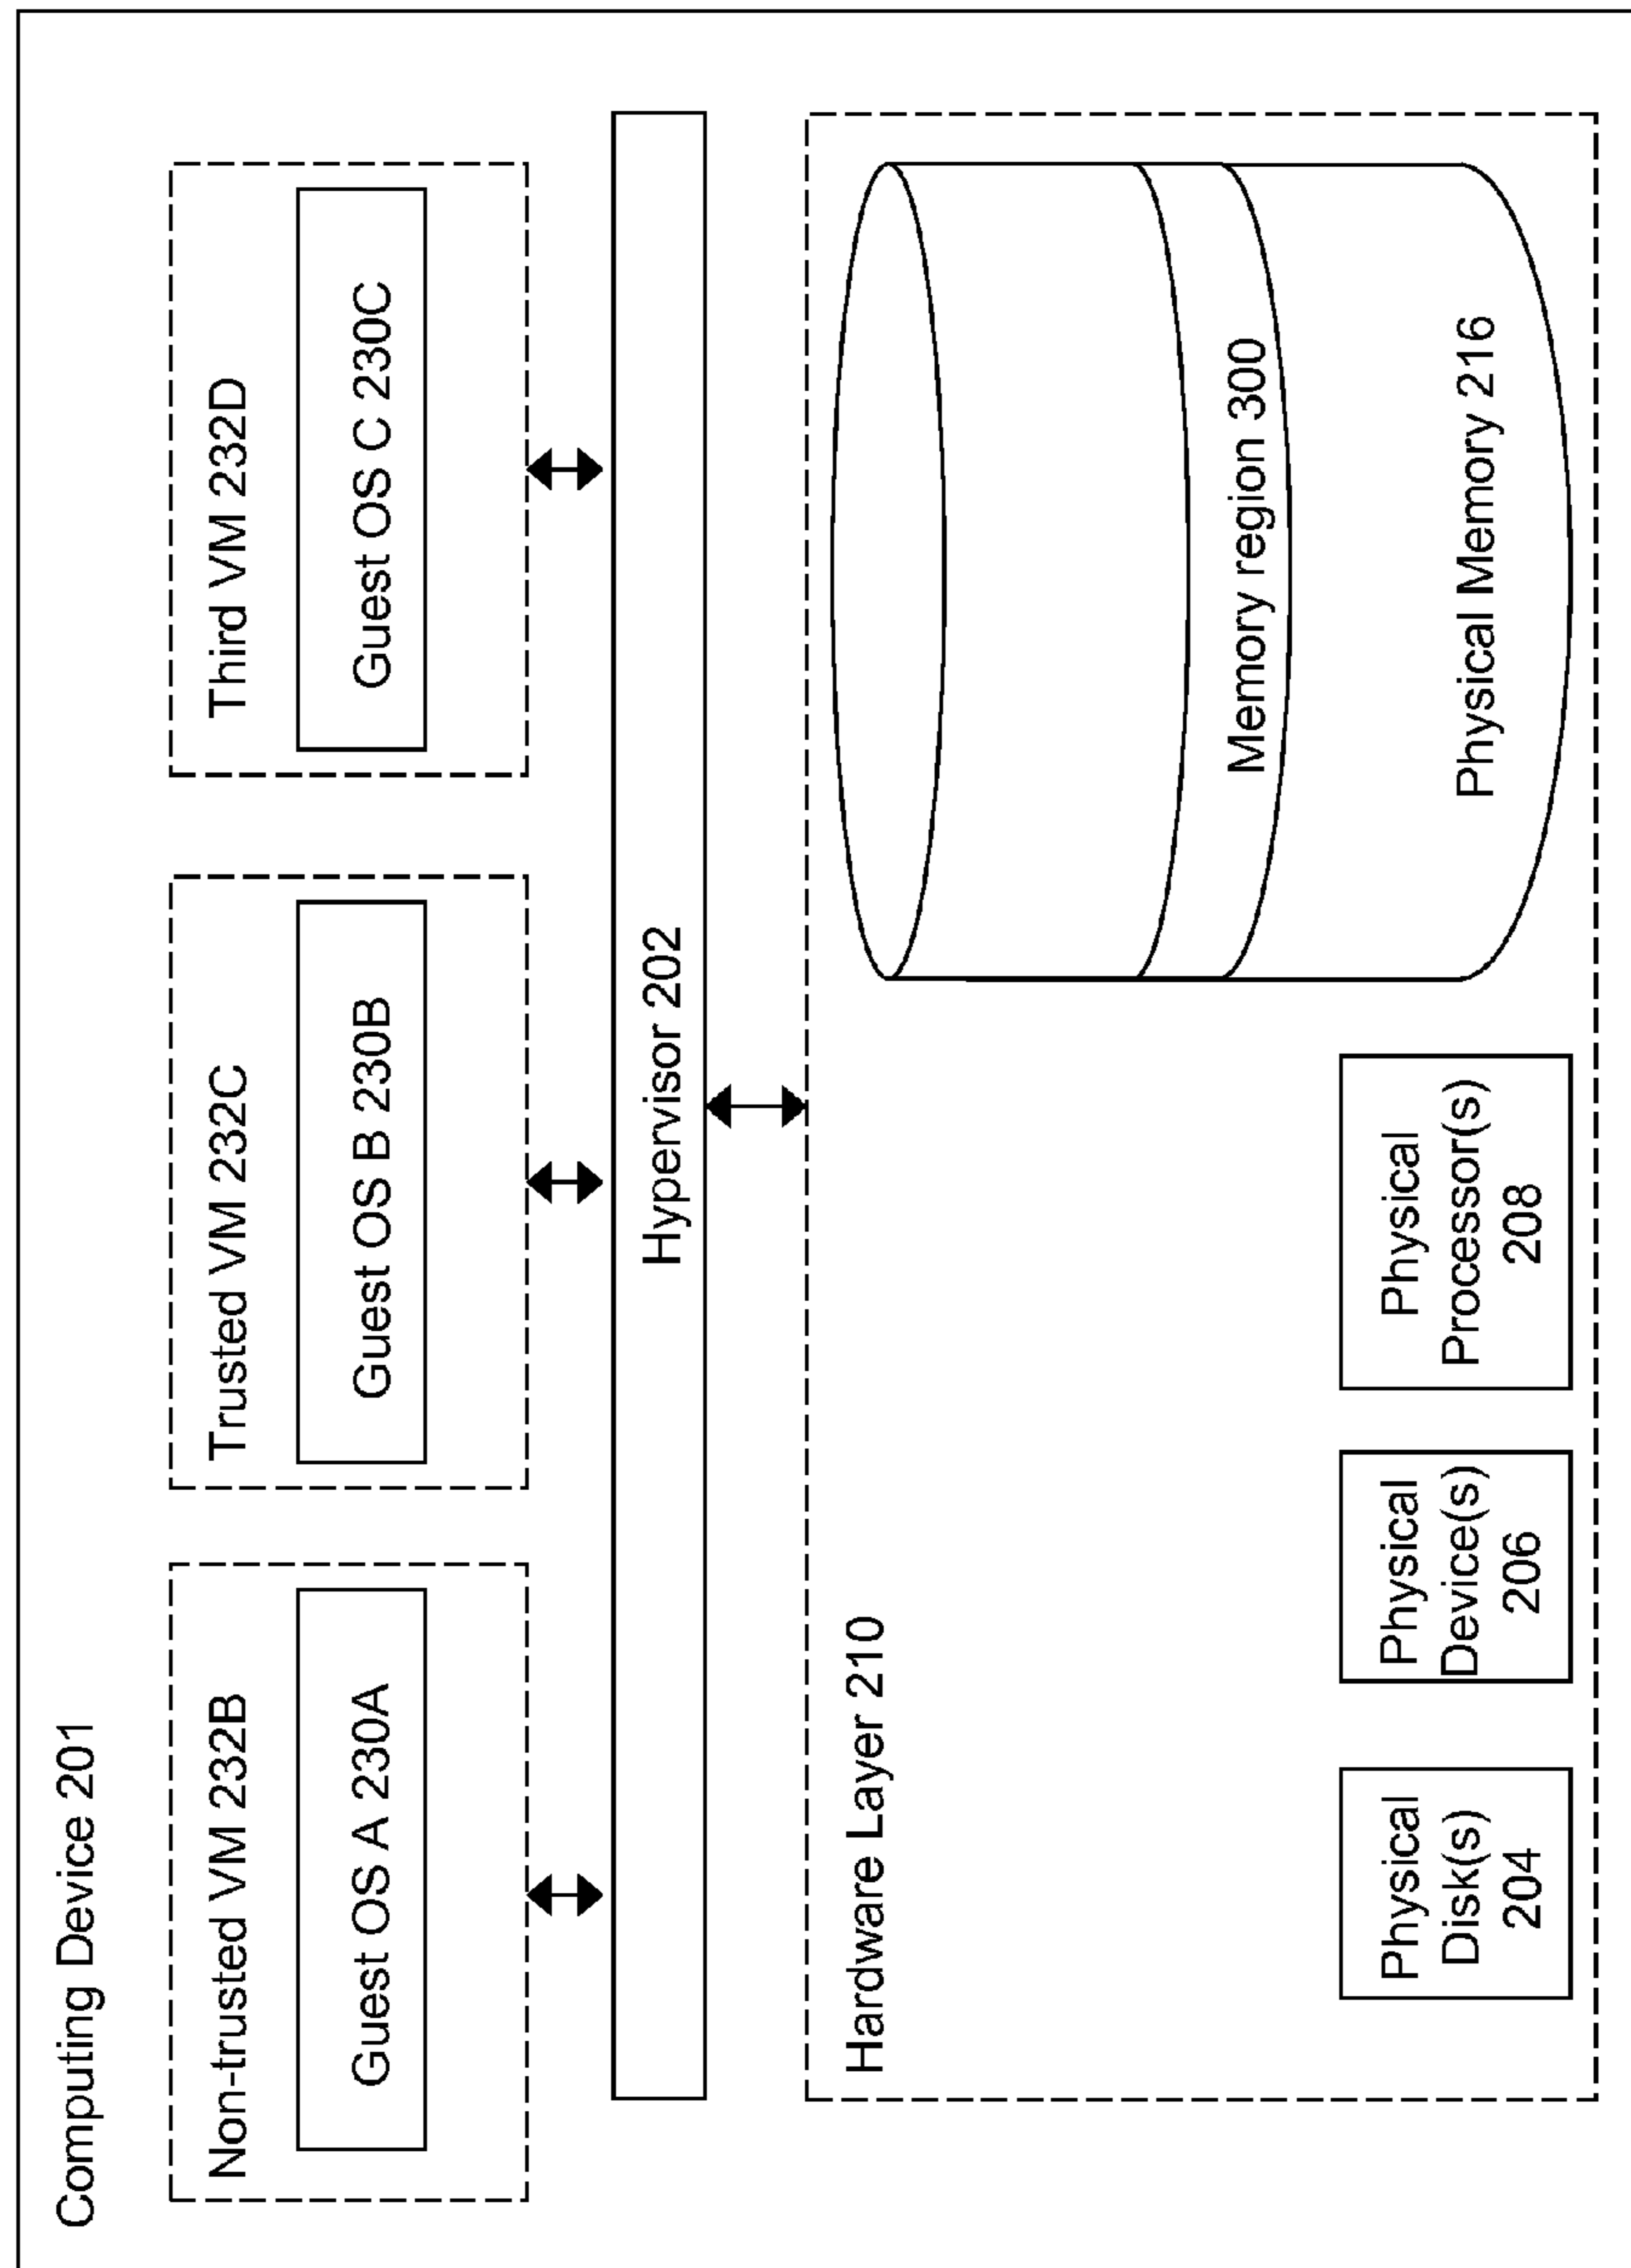 Computing Device 201
Non-trusted VM 232B
Guest OS A 230A
Trusted VM 232C
Guest OS B 230B
Third VM 232D
Guest OS C 230C
Hypervisor 202
Hardware Layer 210
Physical
Disk(s)
204
Physical
Device(s)
206
Physical
Processor(s)
208
Memory region 300
Physical Memory 216